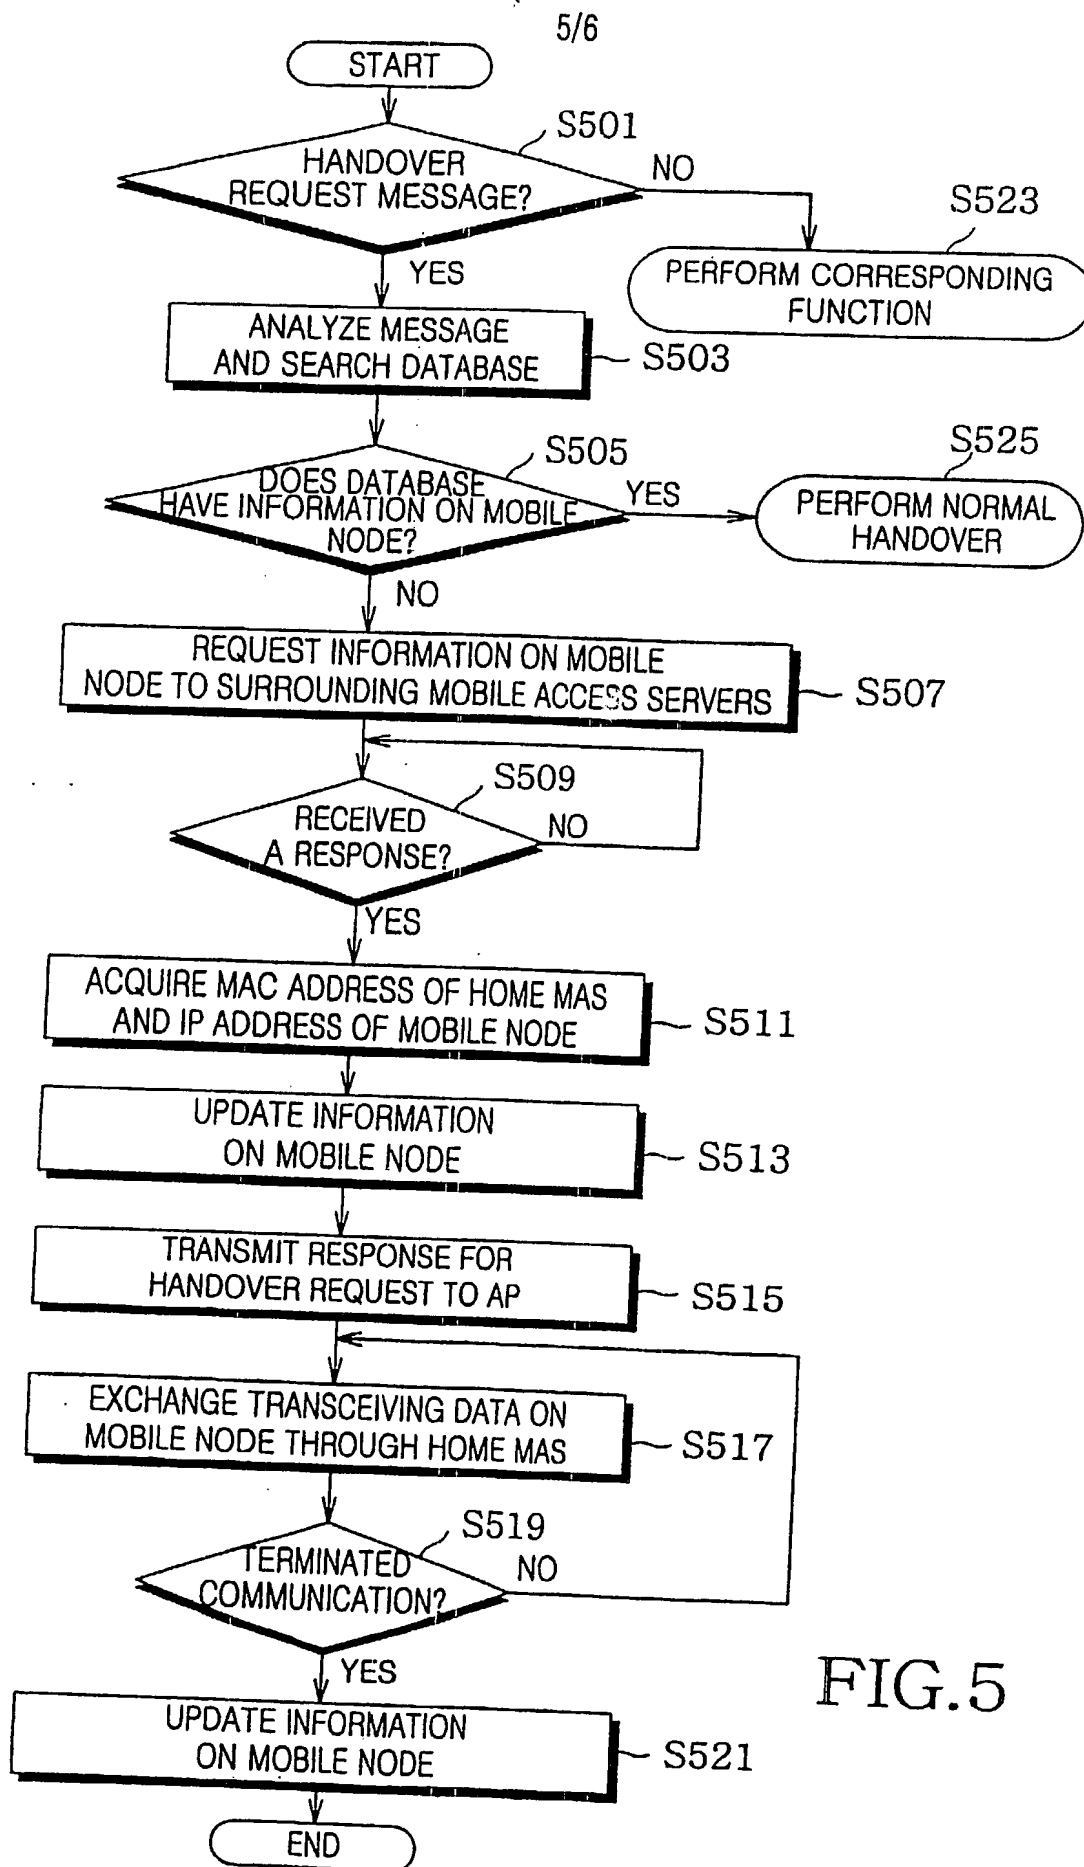 5/6
START
S501
HANDOVER
REQUEST MESSAGE?
NO
S523
PERFORM CORRESPONDING
FUNCTION
YES
ANALYZE MESSAGE
AND SEARCH DATABASE
S503
S505
DOES DATABASE
HAVE INFORMATION ON MOBILE
NODE?
YES
S525
PERFORM NORMAL
HANDOVER
NO
REQUEST INFORMATION ON MOBILE
NODE TO SURROUNDING MOBILE ACCESS SERVERS
S507
S509
RECEIVED
A RESPONSE?
NO
YES
ACQUIRE MAC ADDRESS OF HOME MAS
AND IP ADDRESS OF MOBILE NODE
S511
UPDATE INFORMATION
ON MOBILE NODE
S513
TRANSMIT RESPONSE FOR
HANDOVER REQUEST TO AP
S515
EXCHANGE TRANSCEIVING DATA ON
MOBILE NODE THROUGH HOME MAS
S517
S519
TERMINATED
COMMUNICATION?
NO
YES
UPDATE INFORMATION
ON MOBILE NODE
S521
END
FIG.5